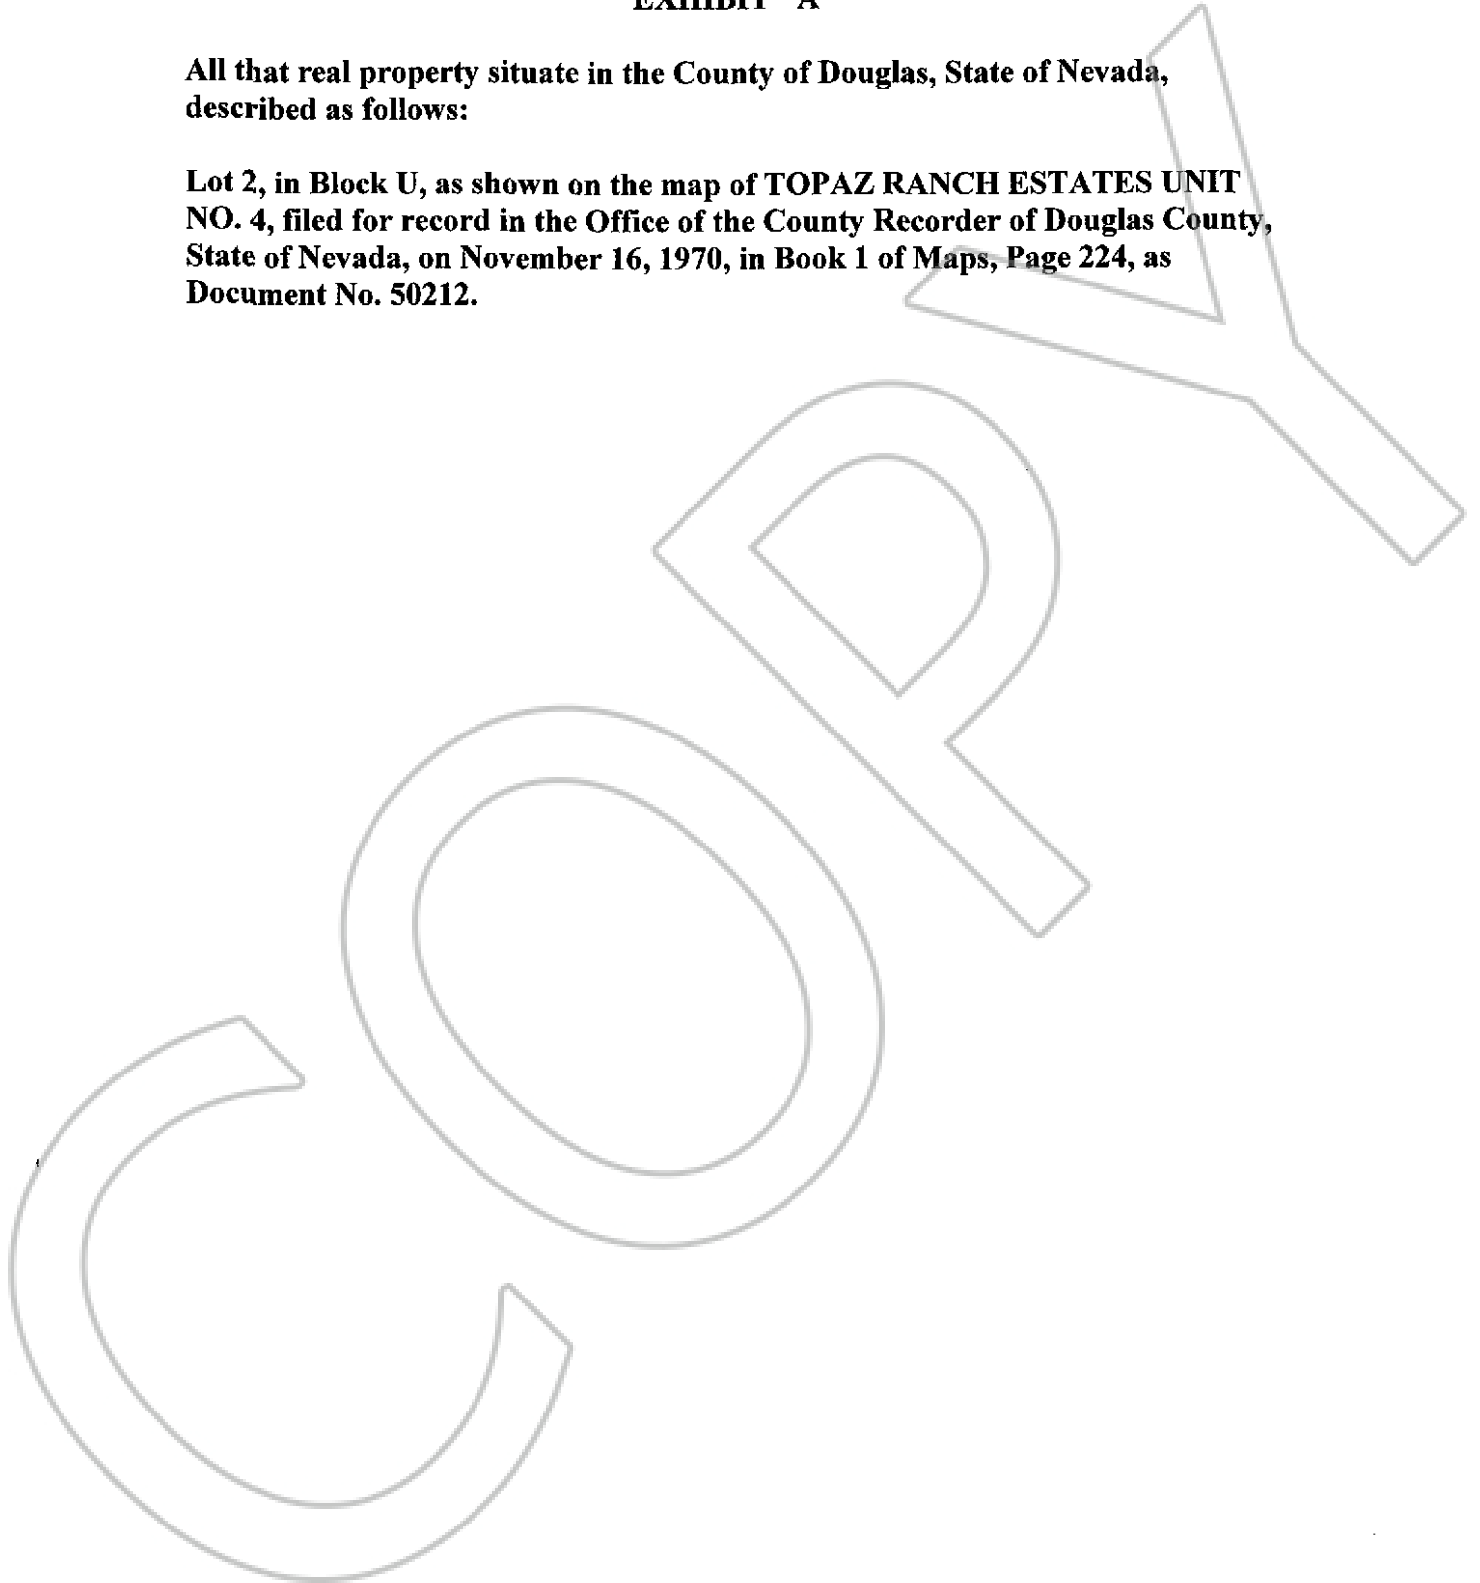 EXHIBIT "A"
All that real property situate in the County of Douglas, State of Nevada,
described as follows:
Lot 2, in Block U, as shown on the map of TOPAZ RANCH ESTATES UNIT
NO. 4, filed for record in the Office of the County Recorder of Douglas County,
State of Nevada, on November 16, 1970, in Book 1 of Maps, Page 224, as
Document No. 50212.
COPY